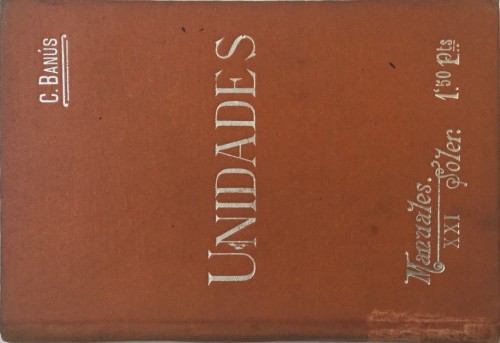 C. BANÚS
UNIDADES
Manuales. Soler.
XXI 1'50 Pts